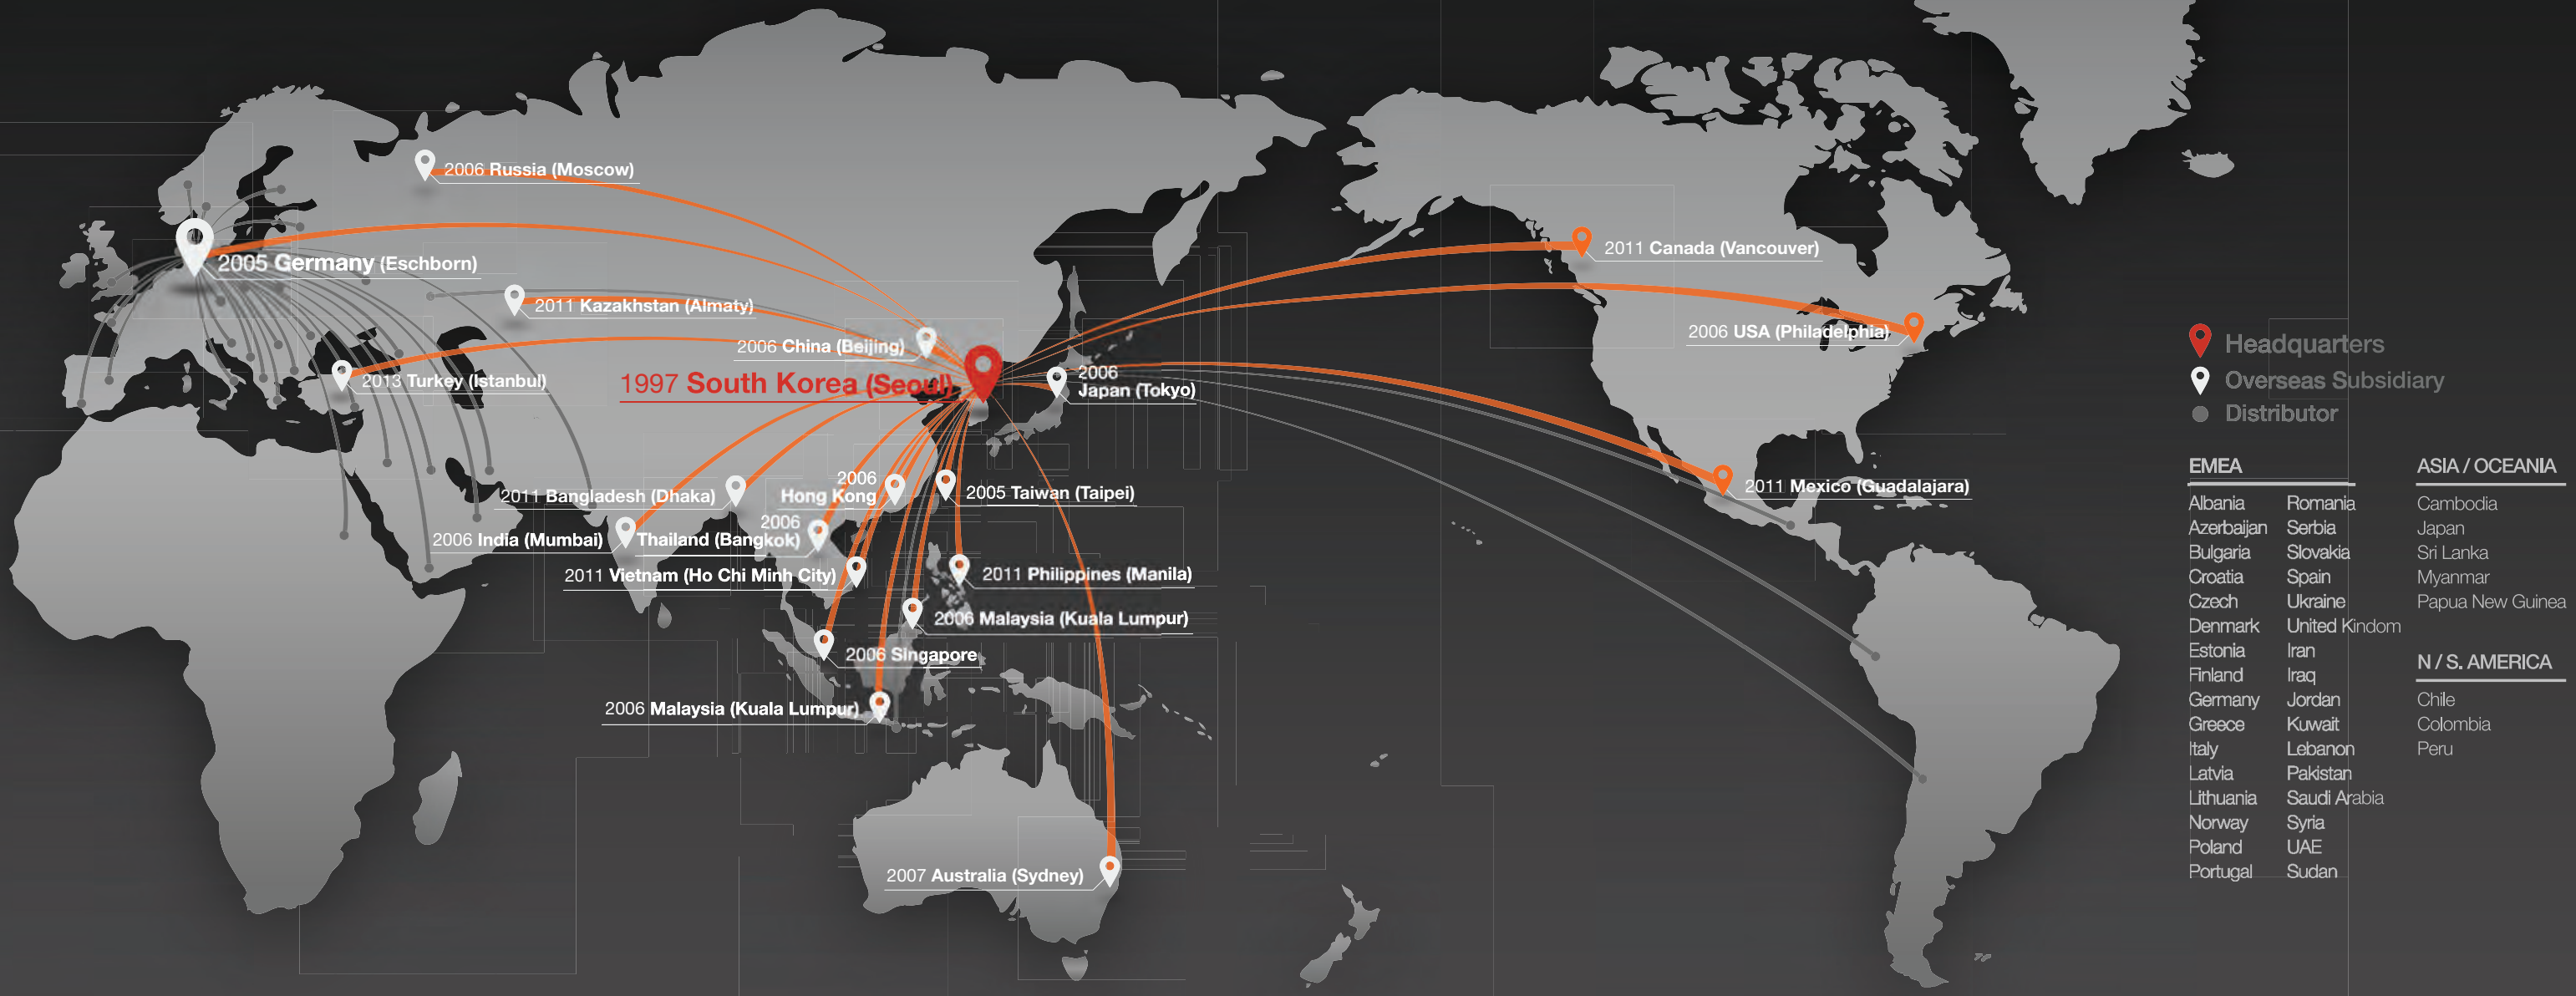 2006 Russia (Moscow)
2005 Germany (Eschborn)
2011 Kazakhstan (Almaty)
2006 China (Beijing)
2013 Turkey (Istanbul)
1997 South Korea (Seoul)
2006
Japan (Tokyo)
2011 Canada (Vancouver)
2006 USA (Philadelphia)
2011 Mexico (Guadalajara)
2011 Bangladesh (Dhaka)
2006
Hong Kong
2005 Taiwan (Taipei)
2006 India (Mumbai)
2006
Thailand (Bangkok)
2011 Vietnam (Ho Chi Minh City)
2011 Philippines (Manila)
2006 Malaysia (Kuala Lumpur)
2006 Singapore
2006 Malaysia (Kuala Lumpur)
2007 Australia (Sydney)
Headquarters
Overseas Subsidiary
Distributor
EMEA
Albania
Azerbaijan
Bulgaria
Croatia
Czech
Denmark
Estonia
Finland
Germany
Greece
Italy
Latvia
Lithuania
Norway
Poland
Portugal
Romania
Serbia
Slovakia
Spain
Ukraine
United Kindom
Iran
Iraq
Jordan
Kuwait
Lebanon
Pakistan
Saudi Arabia
Syria
UAE
Sudan
ASIA / OCEANIA
Cambodia
Japan
Sri Lanka
Myanmar
Papua New Guinea
N / S. AMERICA
Chile
Colombia
Peru